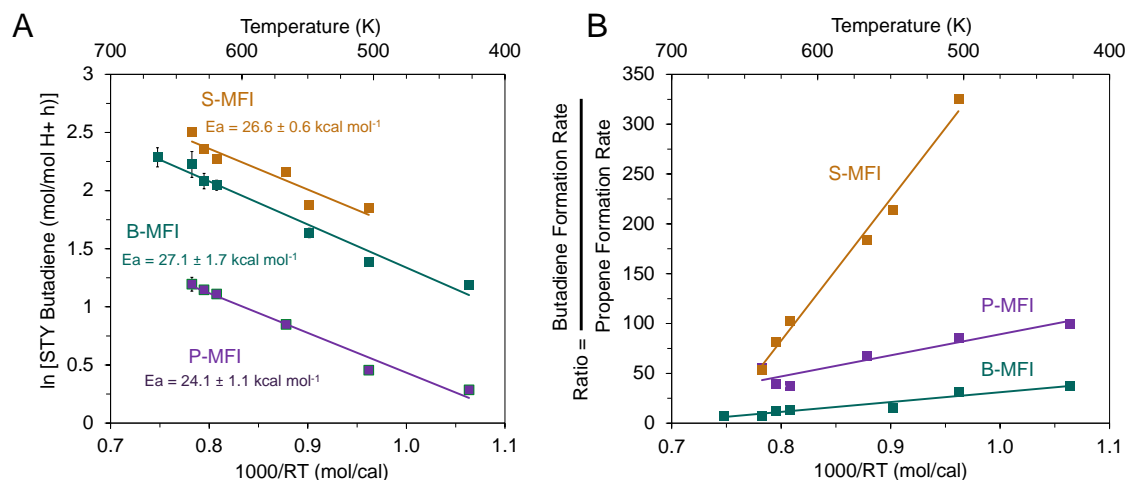 A
Temperature (K)
700 600 500 400
ln [STY Butadiene (mol/mol H+ h)]
3
2.5
2
1.5
1
0.5
0
S-MFI
Ea = 26.6 ± 0.6 kcal mol-1
B-MFI
Ea = 27.1 ± 1.7 kcal mol-1
P-MFI
Ea = 24.1 ± 1.1 kcal mol-1
0.7 0.8 0.9 1.0 1.1
1000/RT (mol/cal)
B
Temperature (K)
700 600 500 400
Ratio =
Butadiene Formation Rate
Propene Formation Rate
350
300
250
200
150
100
50
0
S-MFI
P-MFI
B-MFI
0.7 0.8 0.9 1.0 1.1
1000/RT (mol/cal)